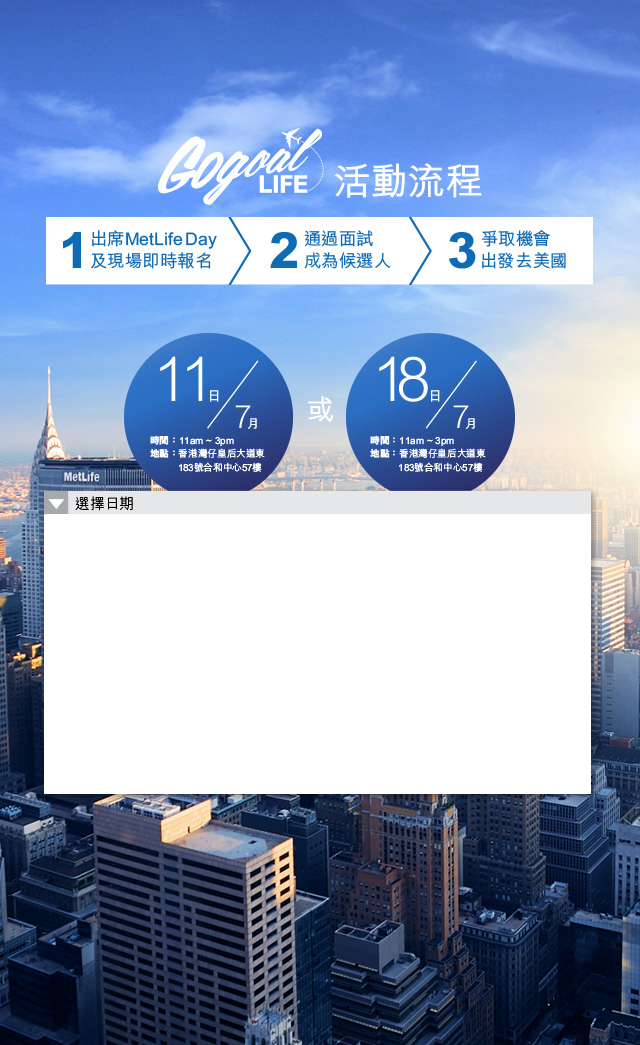 Gogoal LIFE 活動流程
1 出席MetLife Day
及現場即時報名
2 通過面試
成為候選人
3 爭取機會
出發去美國
11日/7月
時間：11am ~ 3pm
地點：香港灣仔皇后大道東
183號合和中心57樓
或
18日/7月
時間：11am ~ 3pm
地點：香港灣仔皇后大道東
183號合和中心57樓
MetLife
選擇日期